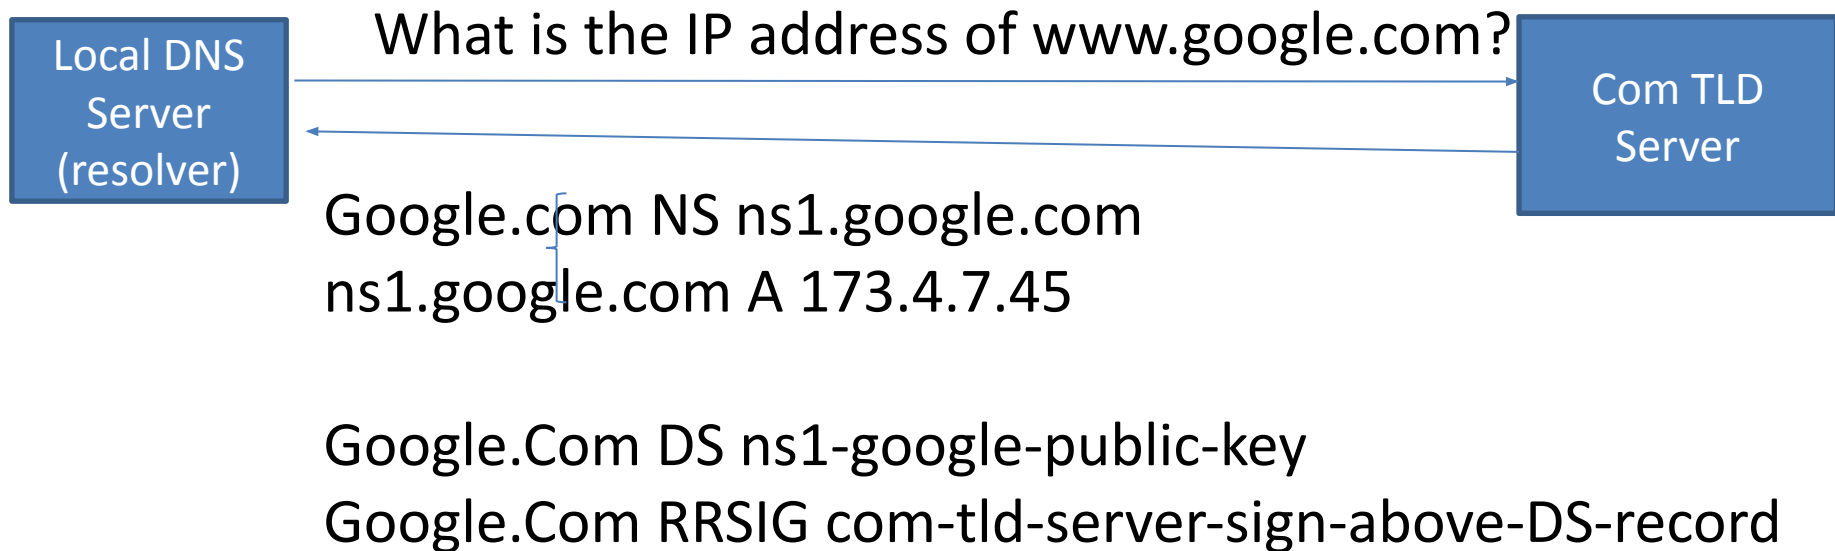 Local DNS
Server
(resolver)
What is the IP address of www.google.com?
Com TLD
Server
Google.com NS ns1.google.com
ns1.google.com A 173.4.7.45
Google.Com DS ns1-google-public-key
Google.Com RRSIG com-tld-server-sign-above-DS-record